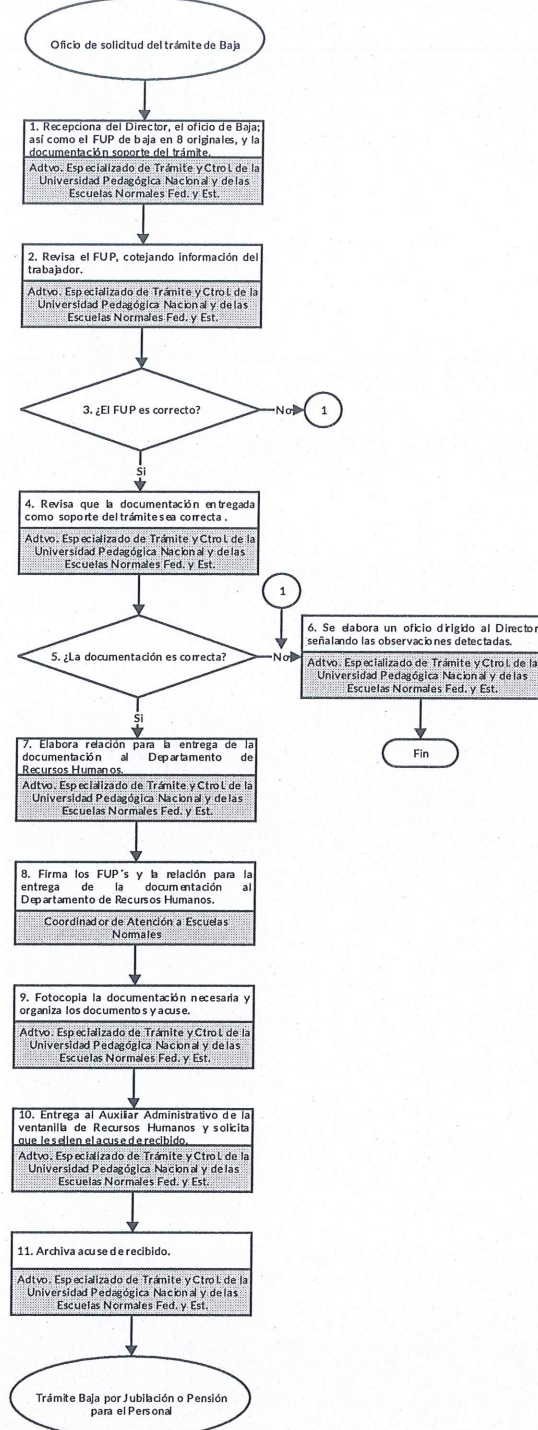 Oficio de solicitud del trámite de Baja
1. Recepciona del Director, el oficio de Baja;
así como el FUP de baja en 8 originales, y la
documentación soporte del trámite.
Adtvo. Especializado de Trámite y Ctrol. de la
Universidad Pedagógica Nacional y de las
Escuelas Normales Fed. y Est.
2. Revisa el FUP, cotejando información del
trabajador.
Adtvo. Especializado de Trámite y Ctrol. de la
Universidad Pedagógica Nacional y de las
Escuelas Normales Fed. y Est.
3. ¿El FUP es correcto?
No
1
Si
4. Revisa que la documentación entregada
como soporte del trámite sea correcta .
Adtvo. Especializado de Trámite y Ctrol. de la
Universidad Pedagógica Nacional y de las
Escuelas Normales Fed. y Est.
1
5. ¿La documentación es correcta?
No
6. Se elabora un oficio dirigido al Director
señalando las observaciones detectadas.
Adtvo. Especializado de Trámite y Ctrol. de la
Universidad Pedagógica Nacional y de las
Escuelas Normales Fed. y Est.
Fin
Si
7. Elabora relación para la entrega de la
documentación al Departamento de
Recursos Humanos.
Adtvo. Especializado de Trámite y Ctrol. de la
Universidad Pedagógica Nacional y de las
Escuelas Normales Fed. y Est.
8. Firma los FUP´s y la relación para la
entrega de la documentación al
Departamento de Recursos Humanos.
Coordinador de Atención a Escuelas
Normales
9. Fotocopia la documentación necesaria y
organiza los documentos y acuse.
Adtvo. Especializado de Trámite y Ctrol. de la
Universidad Pedagógica Nacional y de las
Escuelas Normales Fed. y Est.
10. Entrega al Auxiliar Administrativo de la
ventanilla de Recursos Humanos y solicita
que le sellen el acuse de recibido.
Adtvo. Especializado de Trámite y Ctrol. de la
Universidad Pedagógica Nacional y de las
Escuelas Normales Fed. y Est.
11. Archiva acuse de recibido.
Adtvo. Especializado de Trámite y Ctrol. de la
Universidad Pedagógica Nacional y de las
Escuelas Normales Fed. y Est.
Trámite Baja por Jubilación o Pensión
para el Personal